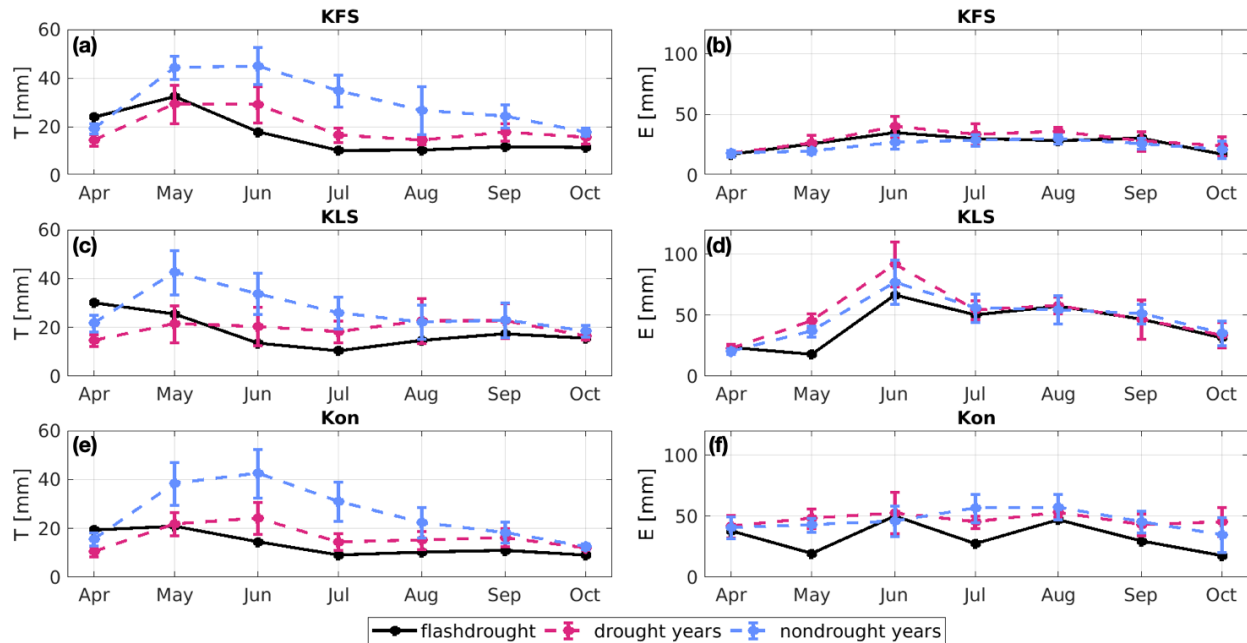 KFS KFS
(a) (b)
T [mm] E [mm]
60
40
20
0
100
50
0
Apr May Jun Jul Aug Sep Oct
Apr May Jun Jul Aug Sep Oct
KLS KLS
(c) (d)
T [mm] E [mm]
60
40
20
0
100
50
0
Apr May Jun Jul Aug Sep Oct
Apr May Jun Jul Aug Sep Oct
Kon Kon
(e) (f)
T [mm] E [mm]
60
40
20
0
100
50
0
Apr May Jun Jul Aug Sep Oct
Apr May Jun Jul Aug Sep Oct
flashdrought drought years nondrought years